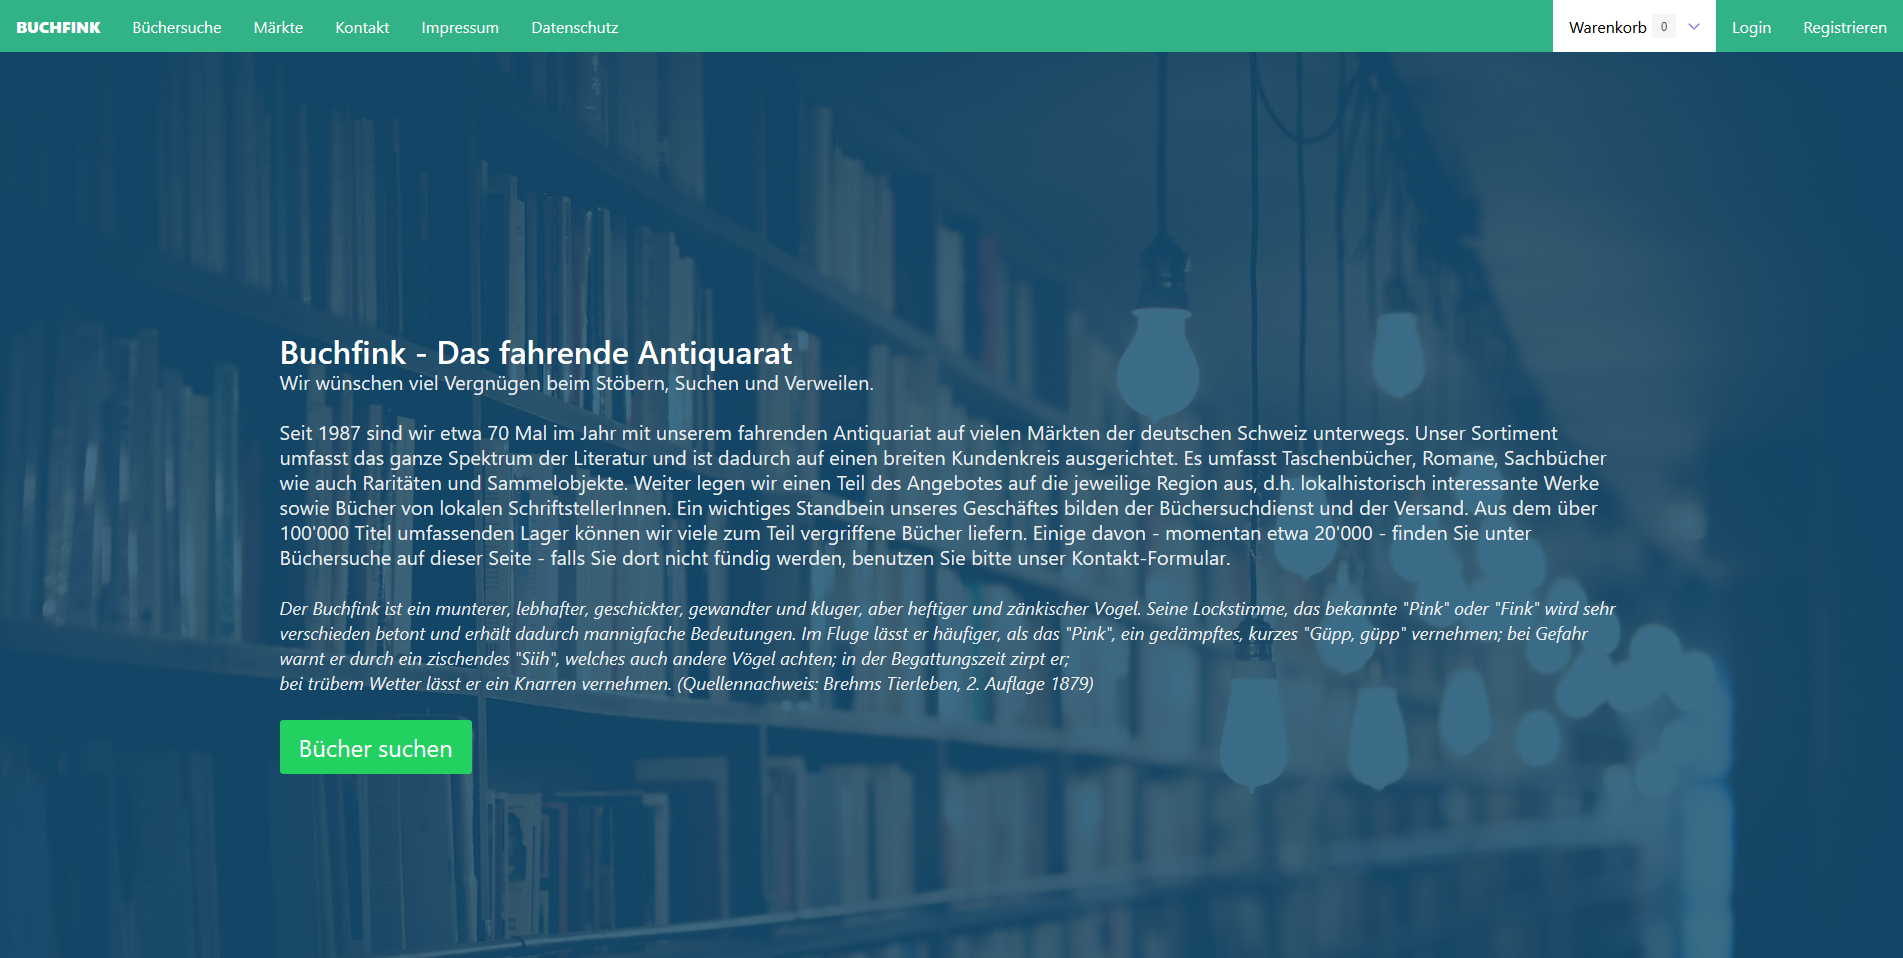 BUCHFINK Büchersuche Märkte Kontakt Impressum Datenschutz Warenkorb 0 Login Registrieren
Buchfink - Das fahrende Antiquarat
Wir wünschen viel Vergnügen beim Stöbern, Suchen und Verweilen.
Seit 1987 sind wir etwa 70 Mal im Jahr mit unserem fahrenden Antiquariat auf vielen Märkten der deutschen Schweiz unterwegs. Unser Sortiment
umfasst das ganze Spektrum der Literatur und ist dadurch auf einen breiten Kundenkreis ausgerichtet. Es umfasst Taschenbücher, Romane, Sachbücher
wie auch Raritäten und Sammelobjekte. Weiter legen wir einen Teil des Angebotes auf die jeweilige Region aus, d.h. lokalhistorisch interessante Werke
sowie Bücher von lokalen SchriftstellerInnen. Ein wichtiges Standbein unseres Geschäftes bilden der Büchersuchdienst und der Versand. Aus dem über
100'000 Titel umfassenden Lager können wir viele zum Teil vergriffene Bücher liefern. Einige davon - momentan etwa 20'000 - finden Sie unter
Büchersuche auf dieser Seite - falls Sie dort nicht fündig werden, benutzen Sie bitte unser Kontakt-Formular.
Der Buchfink ist ein munterer, lebhafter, geschickter, gewandter und kluger, aber heftiger und zänkischer Vogel. Seine Lockstimme, das bekannte "Pink" oder "Fink" wird sehr
verschieden betont und erhält dadurch mannigfache Bedeutungen. Im Fluge lässt er häufiger, als das "Pink", ein gedämpftes, kurzes "Güpp, güpp" vernehmen; bei Gefahr
warnt er durch ein zischendes "Siih", welches auch andere Vögel achten; in der Begattungszeit zirpt er;
bei trübem Wetter lässt er ein Knarren vernehmen. (Quellennachweis: Brehms Tierleben, 2. Auflage 1879)
Bücher suchen